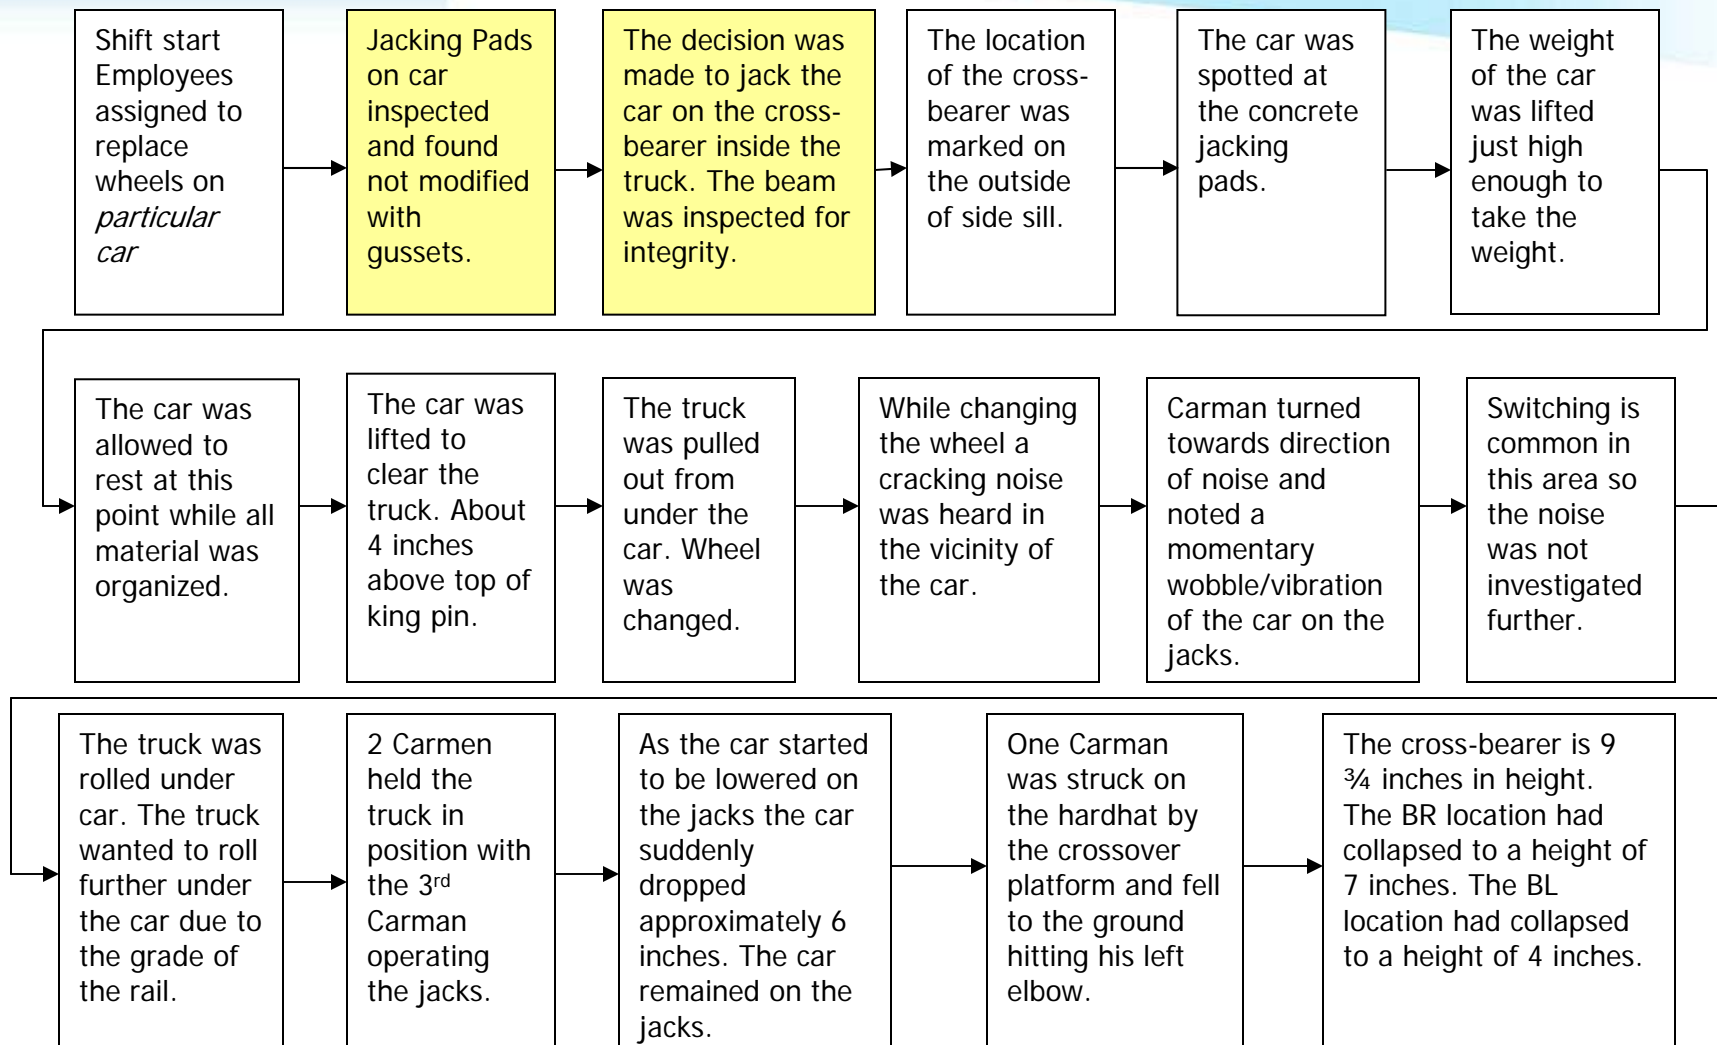 Shift start
Employees
assigned to
replace
wheels on
particular
car
Jacking Pads
on car
inspected
and found
not modified
with
gussets.
The decision was
made to jack the
car on the cross-
bearer inside the
truck. The beam
was inspected for
integrity.
The location
of the cross-
bearer was
marked on
the outside
of side sill.
The car was
spotted at
the concrete
jacking
pads.
The weight
of the car
was lifted
just high
enough to
take the
weight.
The car was
allowed to
rest at this
point while all
material was
organized.
The car was
lifted to
clear the
truck. About
4 inches
above top of
king pin.
The truck
was pulled
out from
under the
car. Wheel
was
changed.
While changing
the wheel a
cracking noise
was heard in
the vicinity of
the car.
Carman turned
towards direction
of noise and
noted a
momentary
wobble/vibration
of the car on the
jacks.
Switching is
common in
this area so
the noise
was not
investigated
further.
The truck was
rolled under
car. The truck
wanted to roll
further under
the car due to
the grade of
the rail.
2 Carmen
held the
truck in
position with
the 3rd
Carman
operating
the jacks.
As the car started
to be lowered on
the jacks the car
suddenly
dropped
approximately 6
inches. The car
remained on the
jacks.
One Carman
was struck on
the hardhat by
the crossover
platform and fell
to the ground
hitting his left
elbow.
The cross-bearer is 9
¾ inches in height.
The BR location had
collapsed to a height of
7 inches. The BL
location had collapsed
to a height of 4 inches.